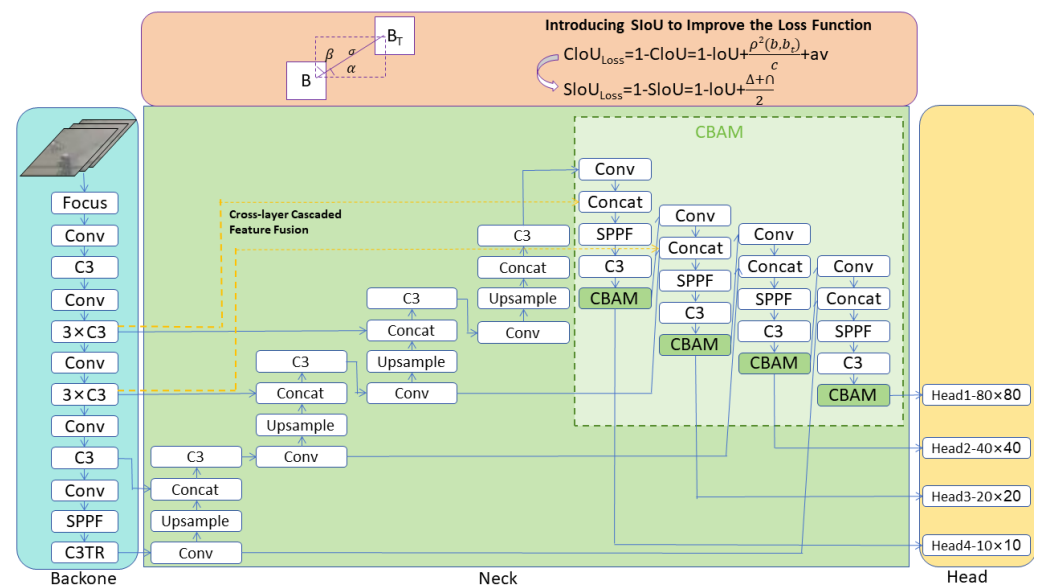 Introducing SIoU to Improve the Loss Function
B_T
β σ
α
B
CIoU_Loss=1-CIoU=1-IoU+ρ²(b,b_t)/c+av
SIoU_Loss=1-SIoU=1-IoU+(Δ+∩)/2
Focus
Conv
C3
Conv
3×C3
Conv
3×C3
Conv
C3
Conv
SPPF
C3TR
Backone
Cross-layer Cascaded
Feature Fusion
C3
Concat
Upsample
Conv
C3
Concat
Upsample
Conv
C3
Concat
Upsample
Conv
C3
Concat
Upsample
Conv
CBAM
Conv
Concat
SPPF
C3
CBAM
Conv
Concat
SPPF
C3
CBAM
Conv
Concat
SPPF
C3
CBAM
Conv
Concat
SPPF
C3
CBAM
Neck
Head1-80×80
Head2-40×40
Head3-20×20
Head4-10×10
Head